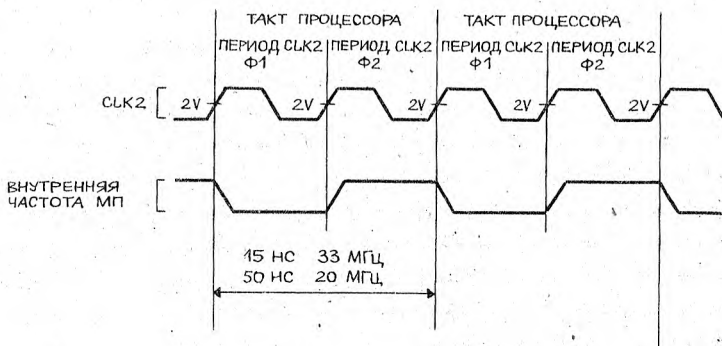 ТАКТ ПРОЦЕССОРА ТАКТ ПРОЦЕССОРА
ПЕРИОД CLK2 ПЕРИОД CLK2 ПЕРИОД CLK2 ПЕРИОД CLK2
Ф1 Ф2 Ф1 Ф2
CLK2 2V 2V 2V 2V 2V
ВНУТРЕННЯЯ
ЧАСТОТА МП
15 НС 33 МГЦ
50 НС 20 МГЦ